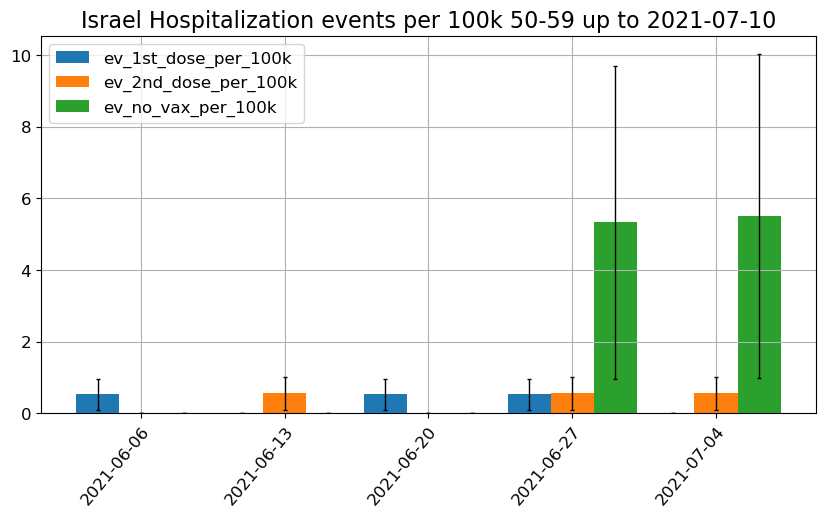 Israel Hospitalization events per 100k 50-59 up to 2021-07-10
ev_1st_dose_per_100k
ev_2nd_dose_per_100k
ev_no_vax_per_100k
10
8
6
4
2
0
2021-06-06
2021-06-13
2021-06-20
2021-06-27
2021-07-04